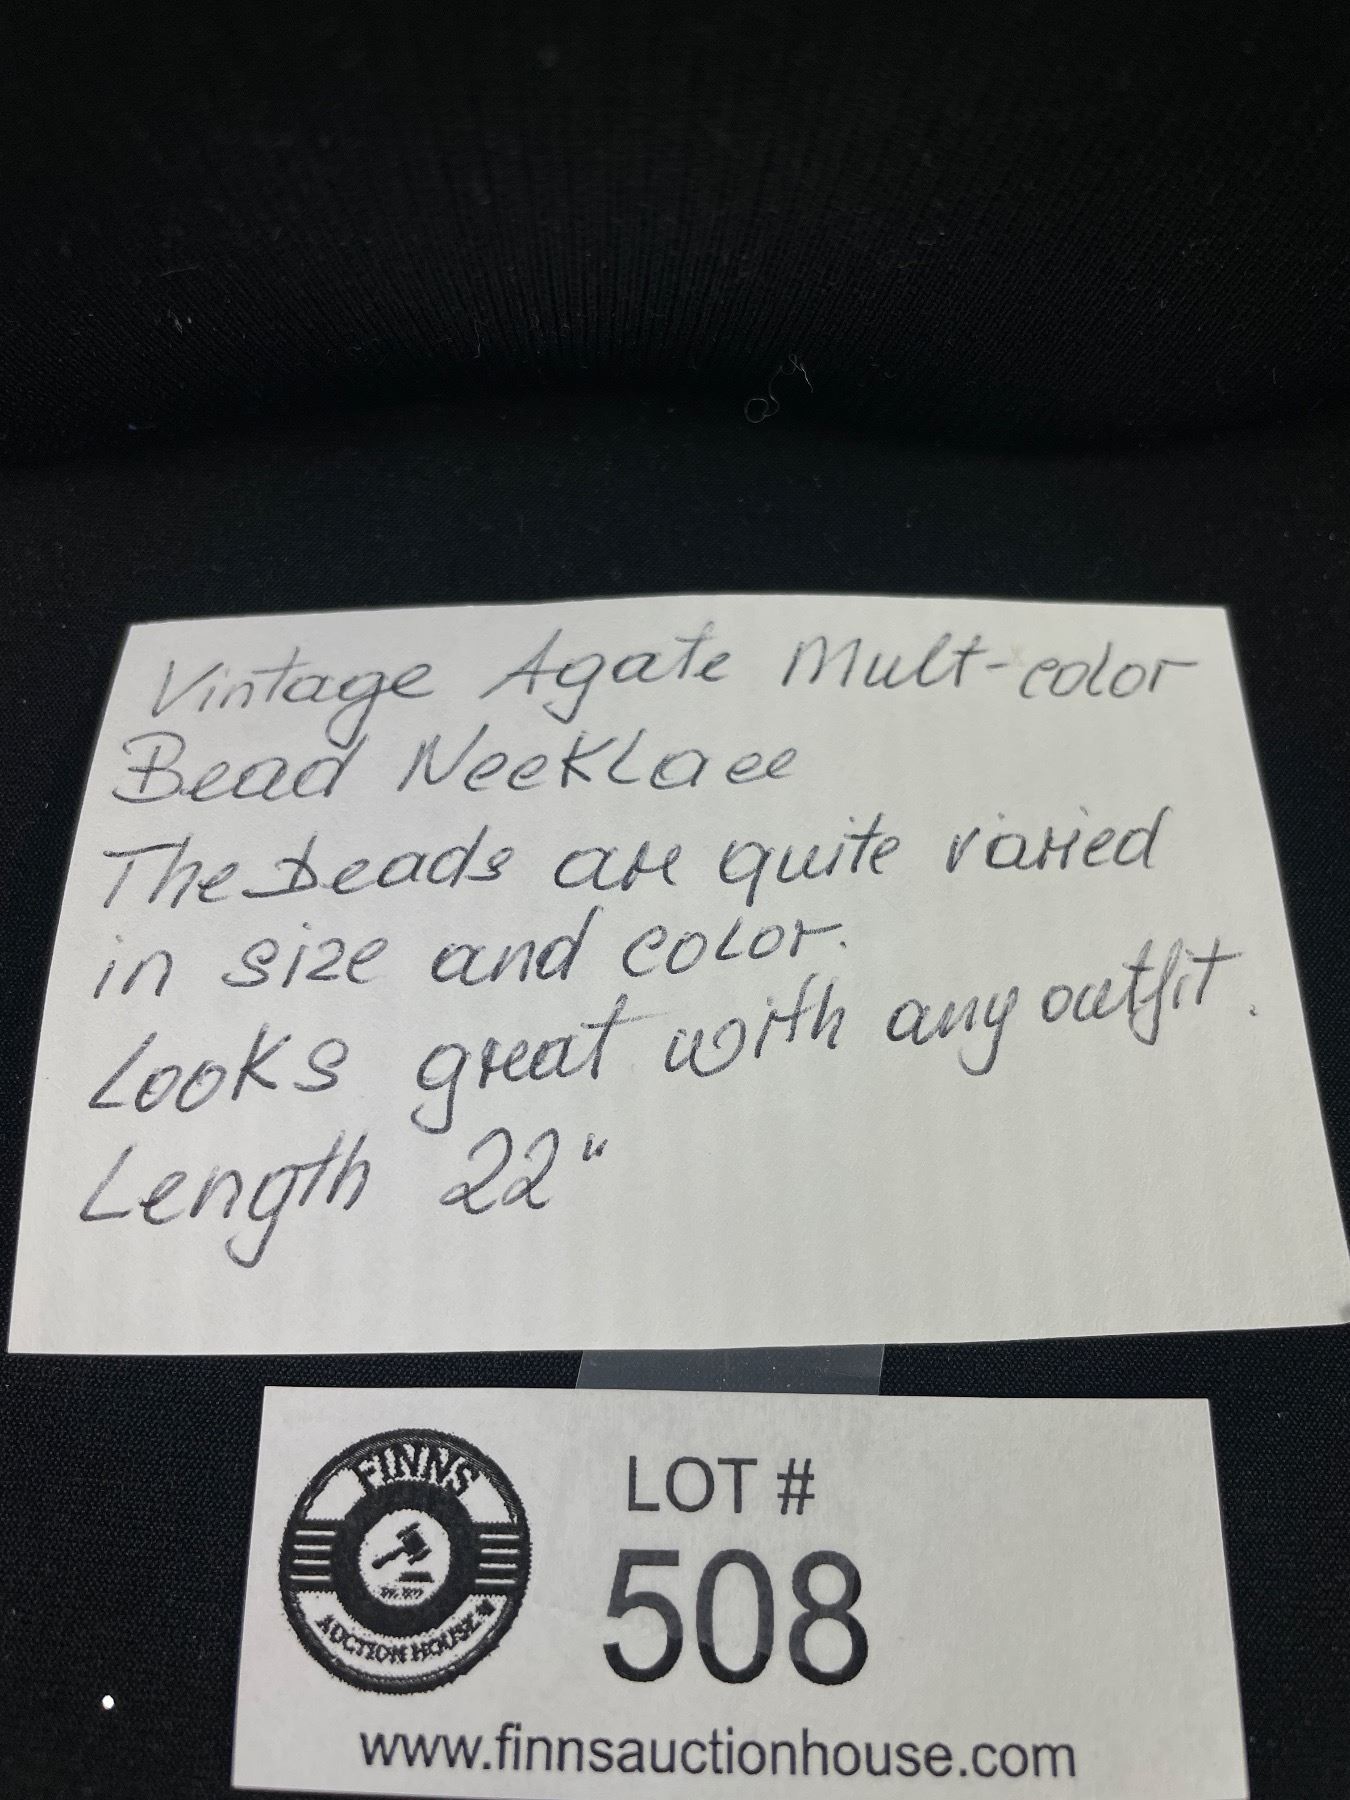 Vintage Agate Mult-color
Bead Necklace
The beads are quite varied
in size and color.
Looks great with any outfit.
Length 22"
FINNS
AUCTION HOUSE
LOT #
508
www.finnsauctionhouse.com